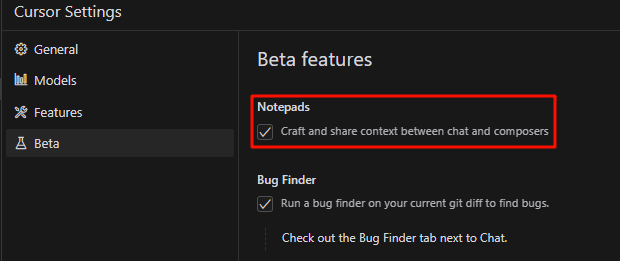 Cursor Settings
General
Models
Features
Beta
Beta features
Notepads
Craft and share context between chat and composers
Bug Finder
Run a bug finder on your current git diff to find bugs.
Check out the Bug Finder tab next to Chat.